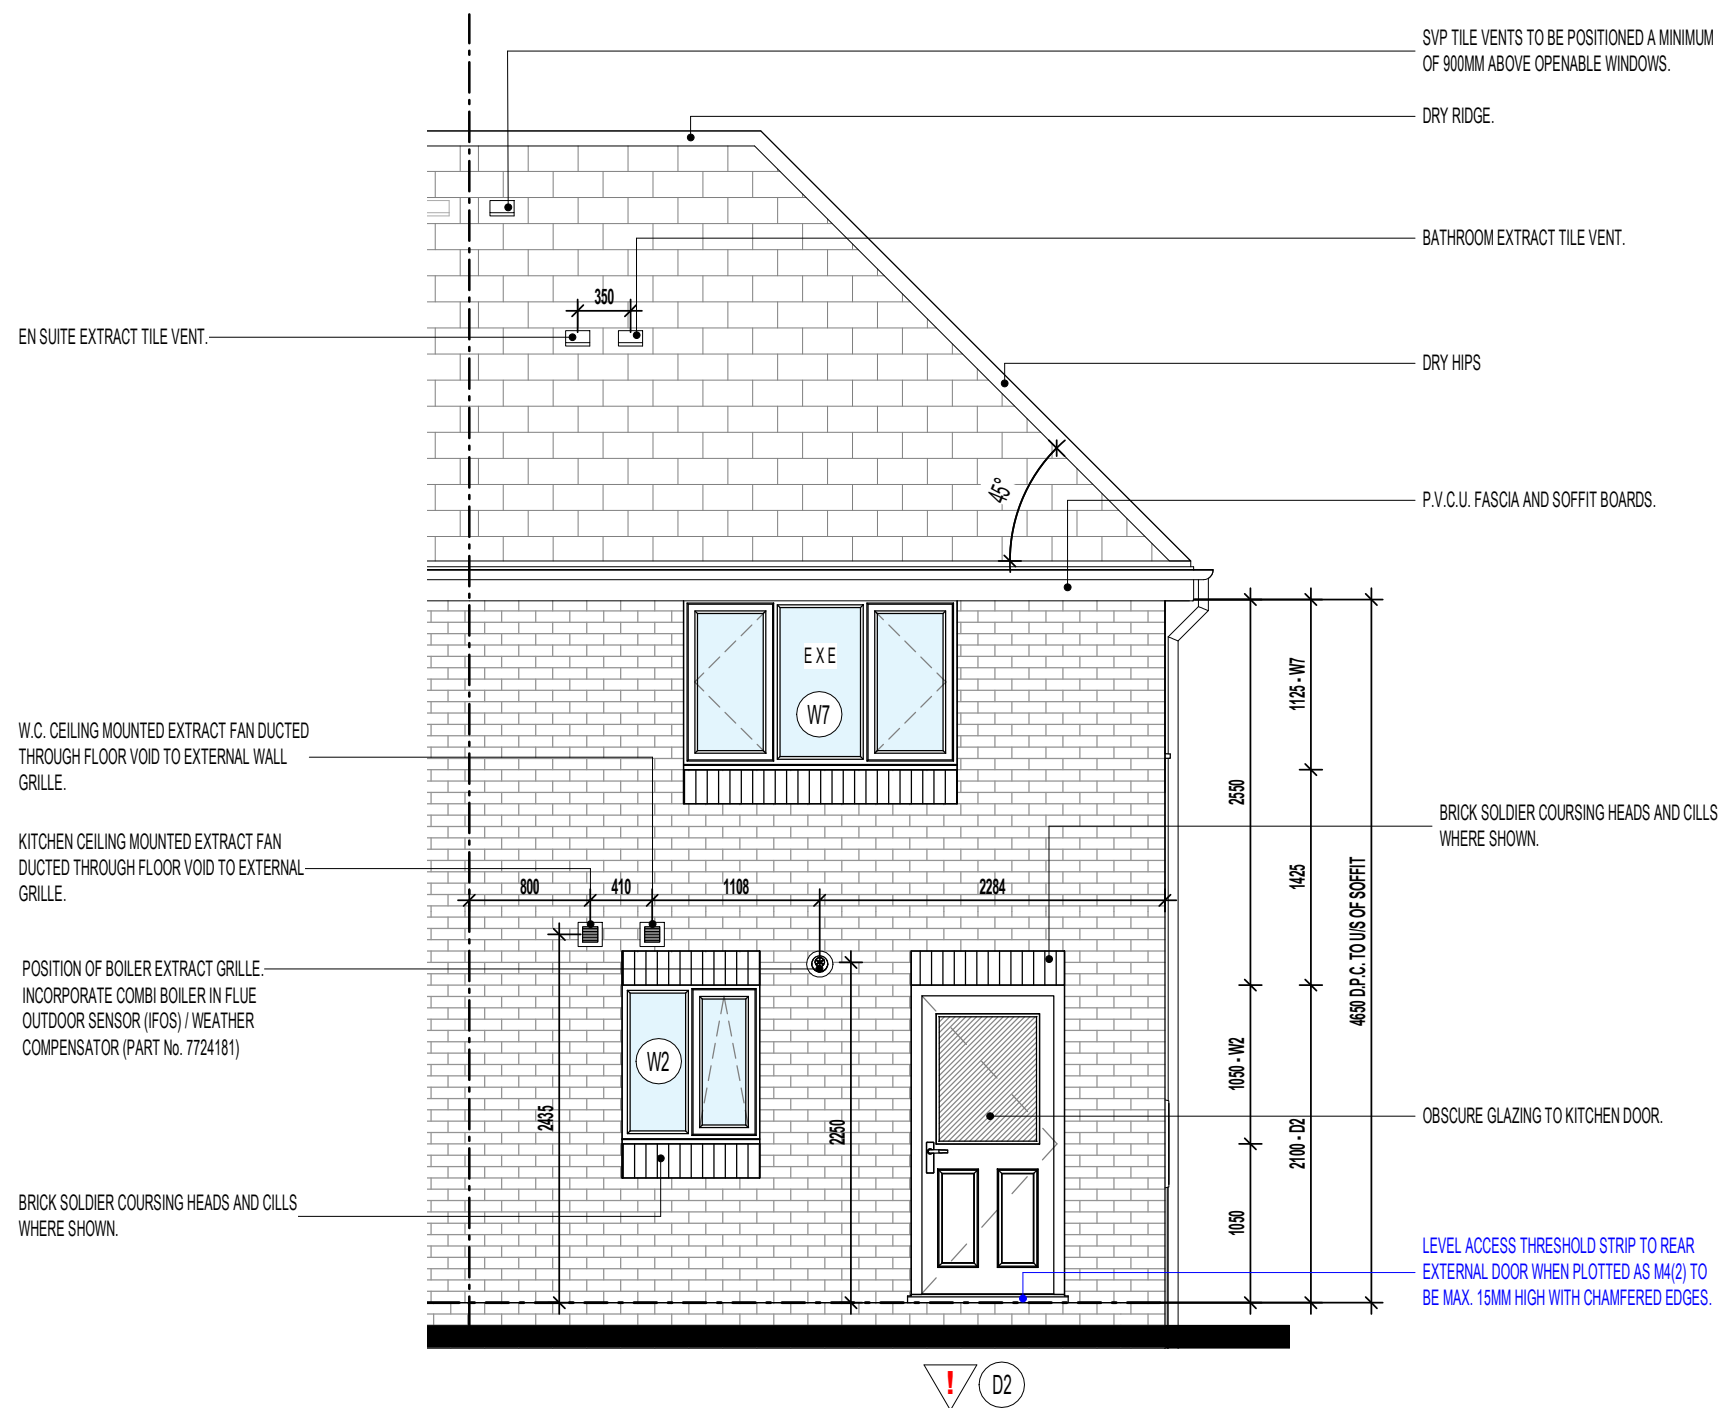 SVP TILE VENTS TO BE POSITIONED A MINIMUM
OF 900MM ABOVE OPENABLE WINDOWS.
DRY RIDGE.
BATHROOM EXTRACT TILE VENT.
350
EN SUITE EXTRACT TILE VENT.
DRY HIPS
45°
P.V.C.U. FASCIA AND SOFFIT BOARDS.
EXE
W7
1125 - W7
W.C. CEILING MOUNTED EXTRACT FAN DUCTED
THROUGH FLOOR VOID TO EXTERNAL WALL
GRILLE.
2550
BRICK SOLDIER COURSING HEADS AND CILLS
WHERE SHOWN.
KITCHEN CEILING MOUNTED EXTRACT FAN
DUCTED THROUGH FLOOR VOID TO EXTERNAL
GRILLE.
800
410
1108
2284
1425
4650 D.P.C. TO U/S OF SOFFIT
POSITION OF BOILER EXTRACT GRILLE.
INCORPORATE COMBI BOILER IN FLUE
OUTDOOR SENSOR (IFOS) / WEATHER
COMPENSATOR (PART No. 7724181)
W2
1050 - W2
2435
2250
2100 - D2
OBSCURE GLAZING TO KITCHEN DOOR.
BRICK SOLDIER COURSING HEADS AND CILLS
WHERE SHOWN.
1050
LEVEL ACCESS THRESHOLD STRIP TO REAR
EXTERNAL DOOR WHEN PLOTTED AS M4(2) TO
BE MAX. 15MM HIGH WITH CHAMFERED EDGES.
!
D2